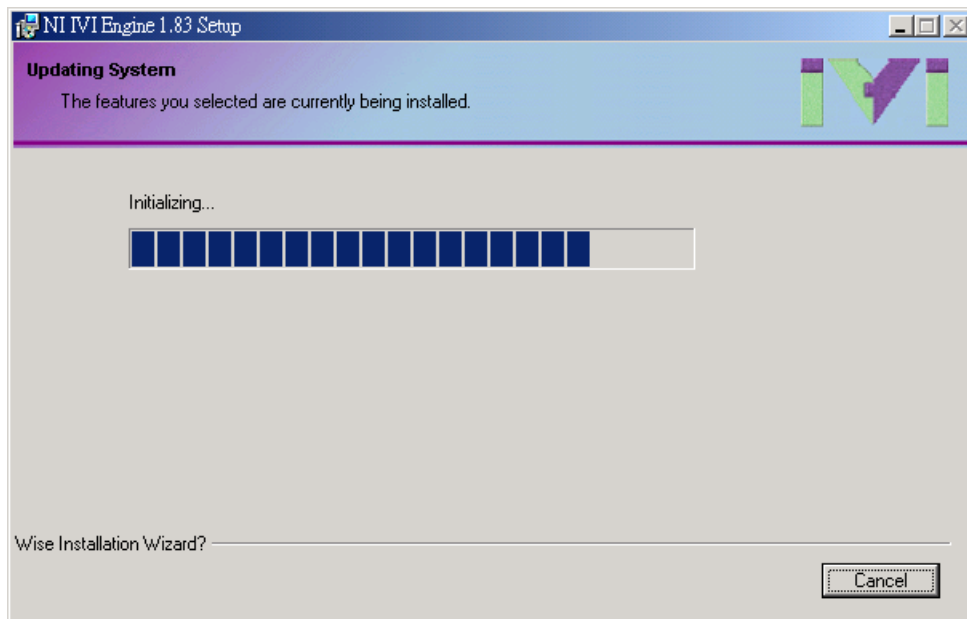 NI IVI Engine 1.83 Setup
Updating System
The features you selected are currently being installed.
iVi
Initializing...
Wise Installation Wizard?
Cancel